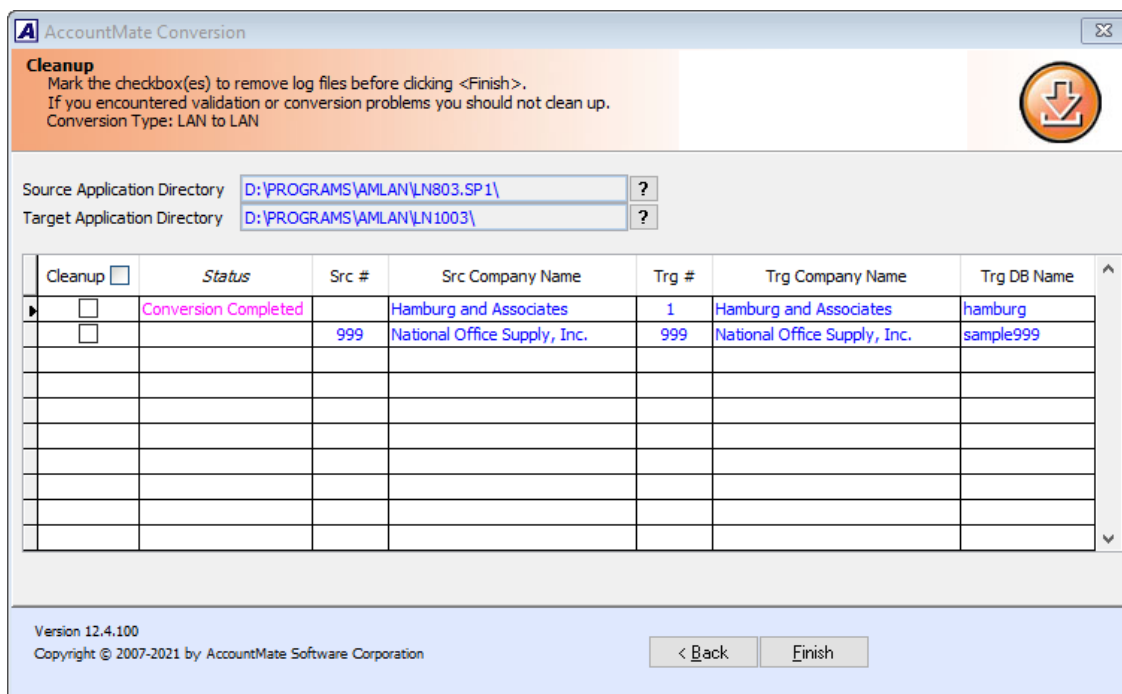 AccountMate Conversion
Cleanup
Mark the checkbox(es) to remove log files before clicking <Finish>.
If you encountered validation or conversion problems you should not clean up.
Conversion Type: LAN to LAN
Source Application Directory D:\PROGRAMS\AMLAN\LN803.SP1\ ?
Target Application Directory D:\PROGRAMS\AMLAN\LN1003\ ?
Cleanup Status Src # Src Company Name Trg # Trg Company Name Trg DB Name
Conversion Completed Hamburg and Associates 1 Hamburg and Associates hamburg
999 National Office Supply, Inc. 999 National Office Supply, Inc. sample999
Version 12.4.100
Copyright © 2007-2021 by AccountMate Software Corporation
< Back Finish